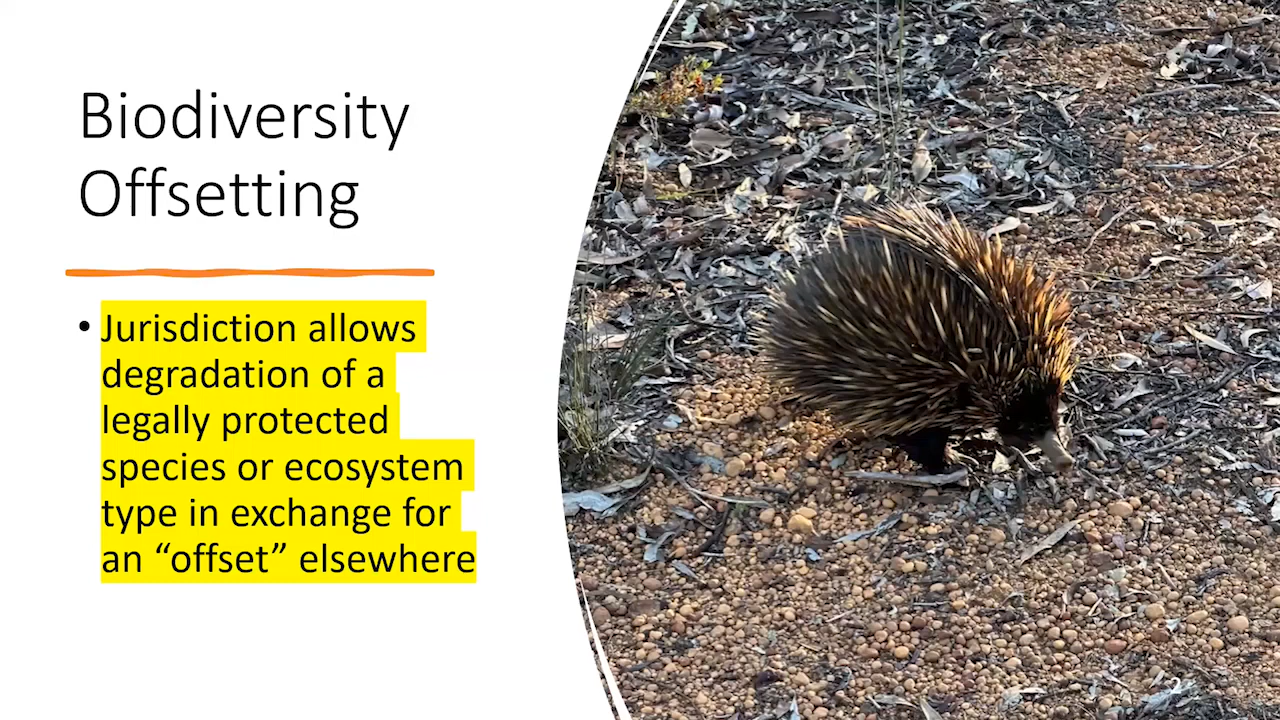 Biodiversity
Offsetting
• Jurisdiction allows
degradation of a
legally protected
species or ecosystem
type in exchange for
an “offset” elsewhere